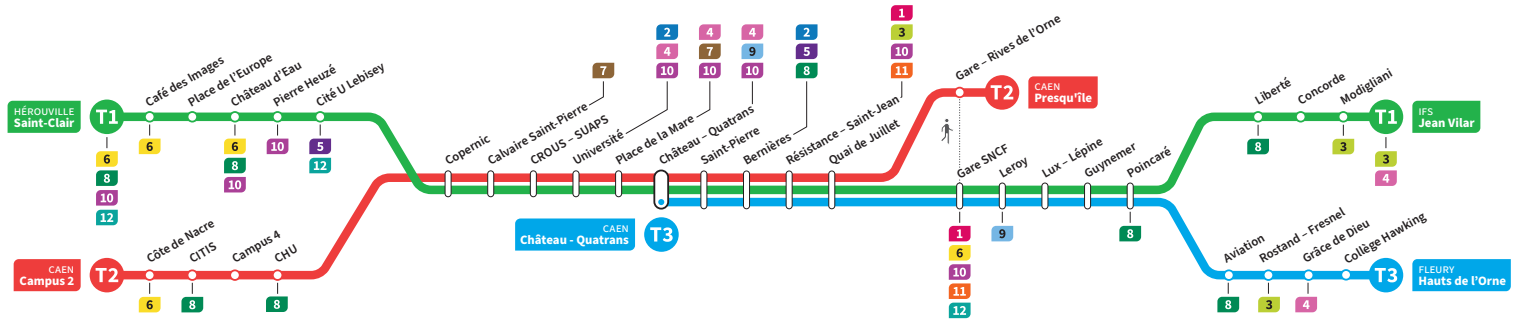 HÉROUVILLE
Saint-Clair
T1
6
8
10
12
Café des Images
6
Place de l'Europe
Château d'Eau
6
8
10
Pierre Heuzé
10
Cité U Lebisey
5
12
CAEN
Campus 2
T2
Côte de Nacre
6
CITIS
8
Campus 4
CHU
8
Copernic
Calvaire Saint-Pierre
7
CROUS – SUAPS
Université
2
4
10
Place de la Mare
4
7
10
Château – Quatrans
4
9
10
CAEN
Château - Quatrans
T3
Saint-Pierre
Bernières
2
5
8
Résistance – Saint-Jean
1
3
10
11
Quai de Juillet
Gare – Rives de l'Orne
T2
CAEN
Presqu'île
Gare SNCF
1
6
10
11
12
Leroy
9
Lux – Lépine
Guynemer
Poincaré
8
Liberté
8
Concorde
Modigliani
3
T1
3
4
IFS
Jean Vilar
Aviation
8
Rostand – Fresnel
3
Grâce de Dieu
4
Collège Hawking
T3
FLEURY
Hauts de l'Orne